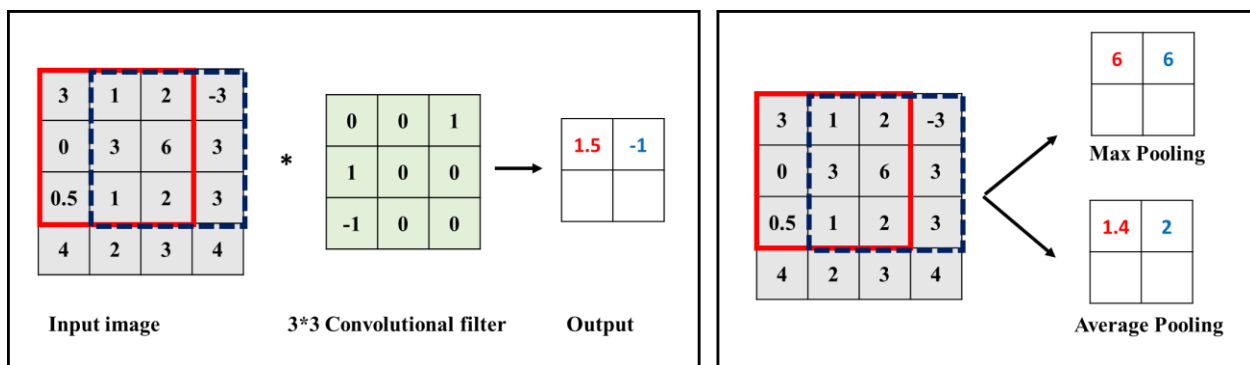 3 1 2 -3
0 3 6 3
0.5 1 2 3
4 2 3 4
*
0 0 1
1 0 0
-1 0 0
1.5 -1
Input image
3*3 Convolutional filter
Output
3 1 2 -3
0 3 6 3
0.5 1 2 3
4 2 3 4
6 6
Max Pooling
1.4 2
Average Pooling